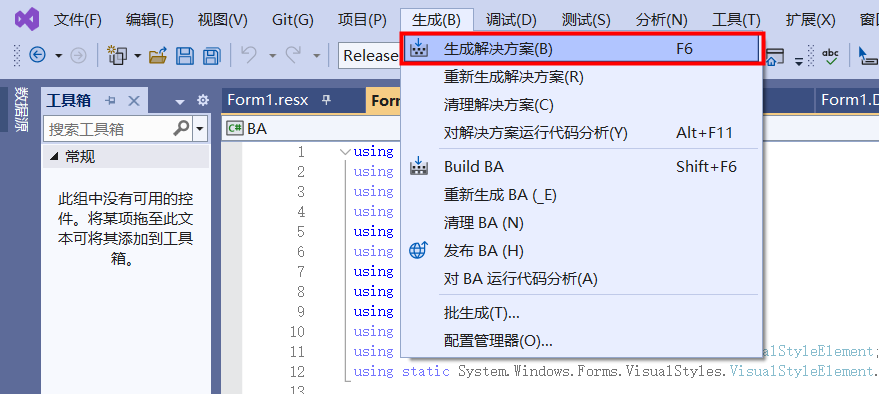 文件(F) 编辑(E) 视图(V) Git(G) 项目(P) 生成(B) 调试(D) 测试(S) 分析(N) 工具(T) 扩展(X)
Release
生成解决方案(B) F6
重新生成解决方案(R)
清理解决方案(C)
对解决方案运行代码分析(Y) Alt+F11
Build BA Shift+F6
重新生成 BA (_E)
清理 BA (N)
发布 BA (H)
对 BA 运行代码分析(A)
批生成(T)...
配置管理器(O)...
数据源
工具箱
搜索工具箱
常规
此组中没有可用的控
件。将某项拖至此文
本可将其添加到工具
箱。
Form1.resx
Form1.D
C# BA
1 using
2 using
3 using
4 using
5 using
6 using
7 using
8 using
9 using
10 using
11 using alStyleElement;
12 using static System.Windows.Forms.VisualStyles.VisualStyleElement.
13
abc